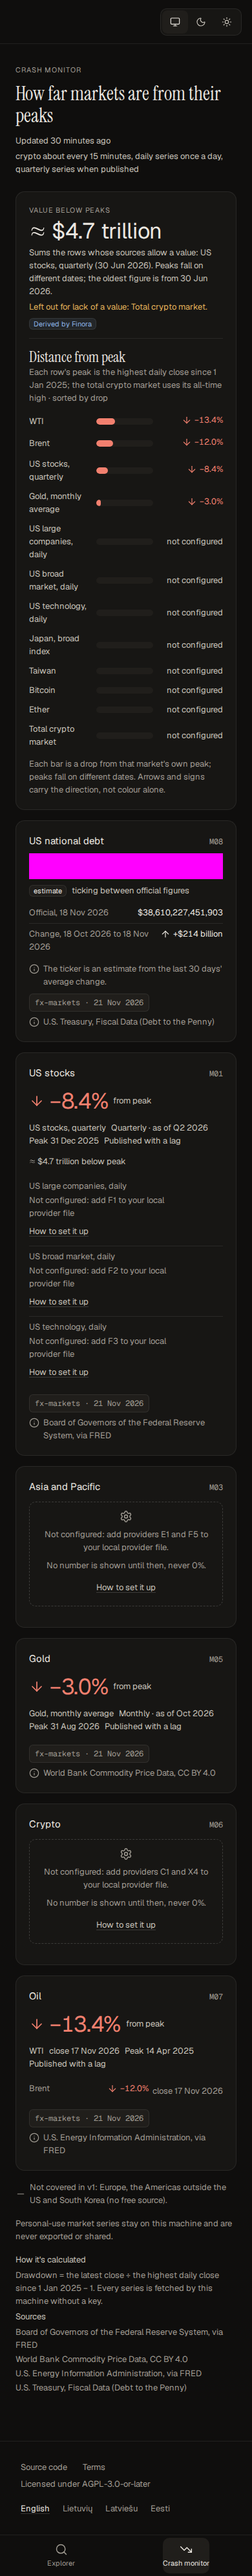 CRASH MONITOR
How far markets are from their
peaks
Updated 30 minutes ago
crypto about every 15 minutes, daily series once a day,
quarterly series when published
VALUE BELOW PEAKS
≈ $4.7 trillion
Sums the rows whose sources allow a value: US
stocks, quarterly (30 Jun 2026). Peaks fall on
different dates; the oldest figure is from 30 Jun
2026.
Left out for lack of a value: Total crypto market.
Derived by Finora
Distance from peak
Each row's peak is the highest daily close since 1
Jan 2025; the total crypto market uses its all-time
high · sorted by drop
WTI ↓ −13.4%
Brent ↓ −12.0%
US stocks,
quarterly ↓ −8.4%
Gold, monthly
average ↓ −3.0%
US large
companies,
daily not configured
US broad
market, daily not configured
US technology,
daily not configured
Japan, broad
index not configured
Taiwan not configured
Bitcoin not configured
Ether not configured
Total crypto
market not configured
Each bar is a drop from that market's own peak;
peaks fall on different dates. Arrows and signs
carry the direction, not colour alone.
US national debt M08
estimate ticking between official figures
Official, 18 Nov 2026 $38,610,227,451,903
Change, 18 Oct 2026 to 18 Nov
2026 ↑ +$214 billion
The ticker is an estimate from the last 30 days'
average change.
fx-markets · 21 Nov 2026
U.S. Treasury, Fiscal Data (Debt to the Penny)
US stocks M01
↓ −8.4% from peak
US stocks, quarterly Quarterly · as of Q2 2026
Peak 31 Dec 2025 Published with a lag
≈ $4.7 trillion below peak
US large companies, daily
Not configured: add F1 to your local
provider file
How to set it up
US broad market, daily
Not configured: add F2 to your local
provider file
How to set it up
US technology, daily
Not configured: add F3 to your local
provider file
How to set it up
fx-markets · 21 Nov 2026
Board of Governors of the Federal Reserve
System, via FRED
Asia and Pacific M03
Not configured: add providers E1 and F5 to
your local provider file.
No number is shown until then, never 0%.
How to set it up
Gold M05
↓ −3.0% from peak
Gold, monthly average Monthly · as of Oct 2026
Peak 31 Aug 2026 Published with a lag
fx-markets · 21 Nov 2026
World Bank Commodity Price Data, CC BY 4.0
Crypto M06
Not configured: add providers C1 and X4 to
your local provider file.
No number is shown until then, never 0%.
How to set it up
Oil M07
↓ −13.4% from peak
WTI close 17 Nov 2026 Peak 14 Apr 2025
Published with a lag
Brent ↓ −12.0% close 17 Nov 2026
fx-markets · 21 Nov 2026
U.S. Energy Information Administration, via
FRED
Not covered in v1: Europe, the Americas outside the
US and South Korea (no free source).
Personal-use market series stay on this machine and are
never exported or shared.
How it's calculated
Drawdown = the latest close ÷ the highest daily close
since 1 Jan 2025 − 1. Every series is fetched by this
machine without a key.
Sources
Board of Governors of the Federal Reserve System, via
FRED
World Bank Commodity Price Data, CC BY 4.0
U.S. Energy Information Administration, via FRED
U.S. Treasury, Fiscal Data (Debt to the Penny)
Source code Terms
Licensed under AGPL-3.0-or-later
English Lietuvių Latviešu Eesti
Explorer Crash monitor